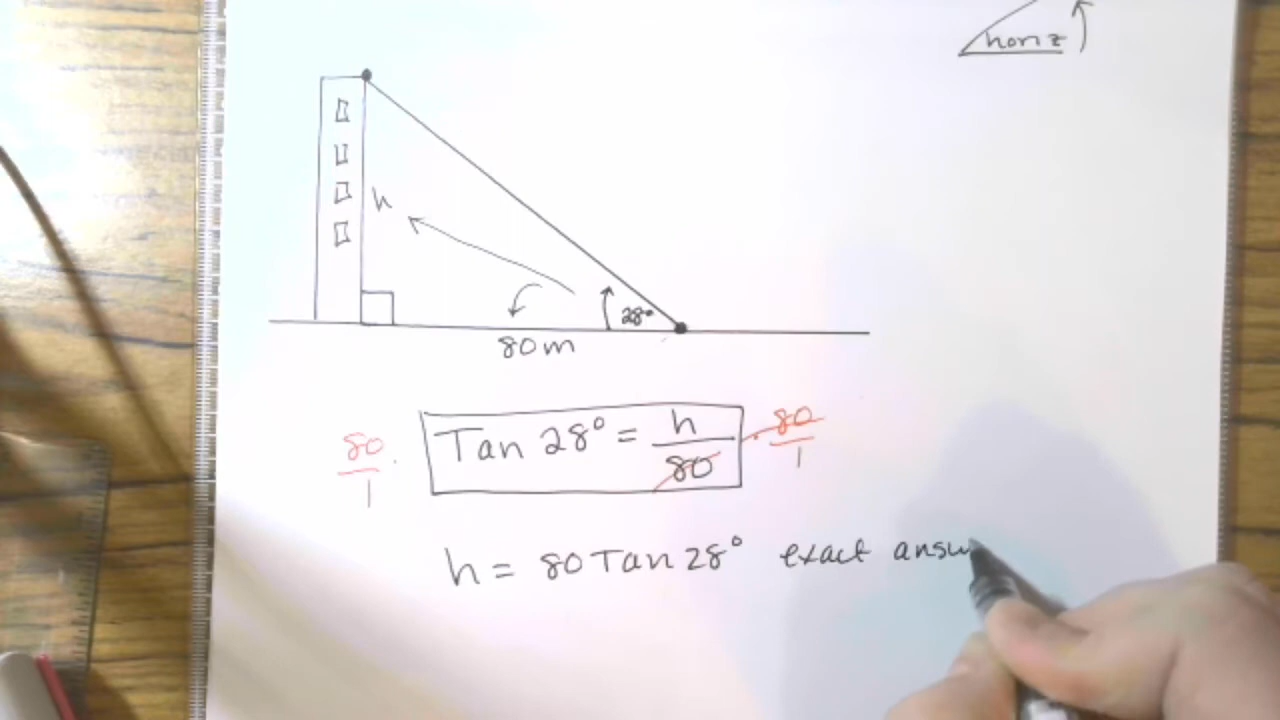 horiz
h
28°
80m
80/1 · Tan 28° = h/80 · 80/1
h = 80 Tan 28° exact answ